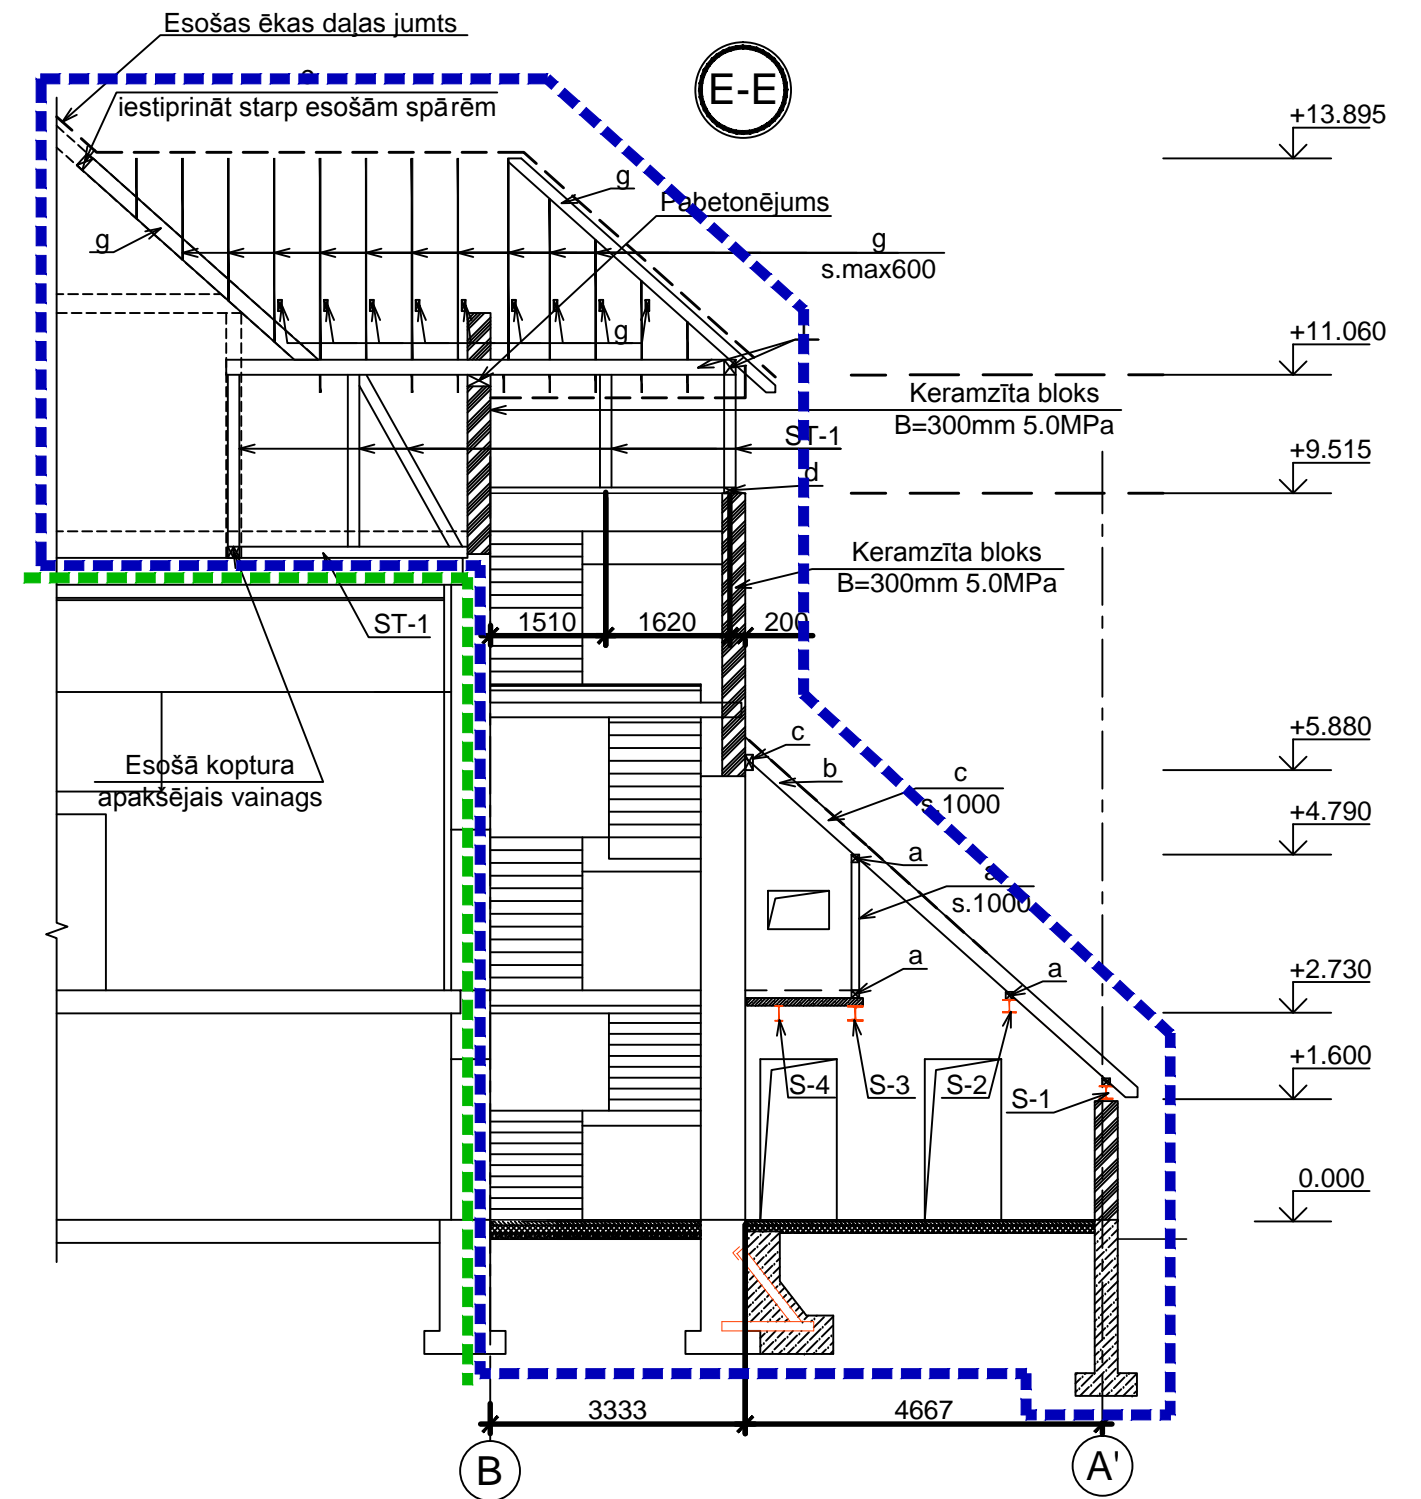 Esošas ēkas daļas jumts
iestiprināt starp esošām spārēm
E-E
+13.895
g
Pabetonējums
g
g
s.max600
g
+11.060
Keramzīta bloks
B=300mm 5.0MPa
ST-1
+9.515
d
Keramzīta bloks
B=300mm 5.0MPa
ST-1
1510
1620
200
Esošā koptura
apakšējais vainags
c
b
c
s.1000
+5.880
+4.790
a
a
s.1000
a
a
+2.730
S-4
S-3
S-2
S-1
+1.600
0.000
3333
4667
B
A'